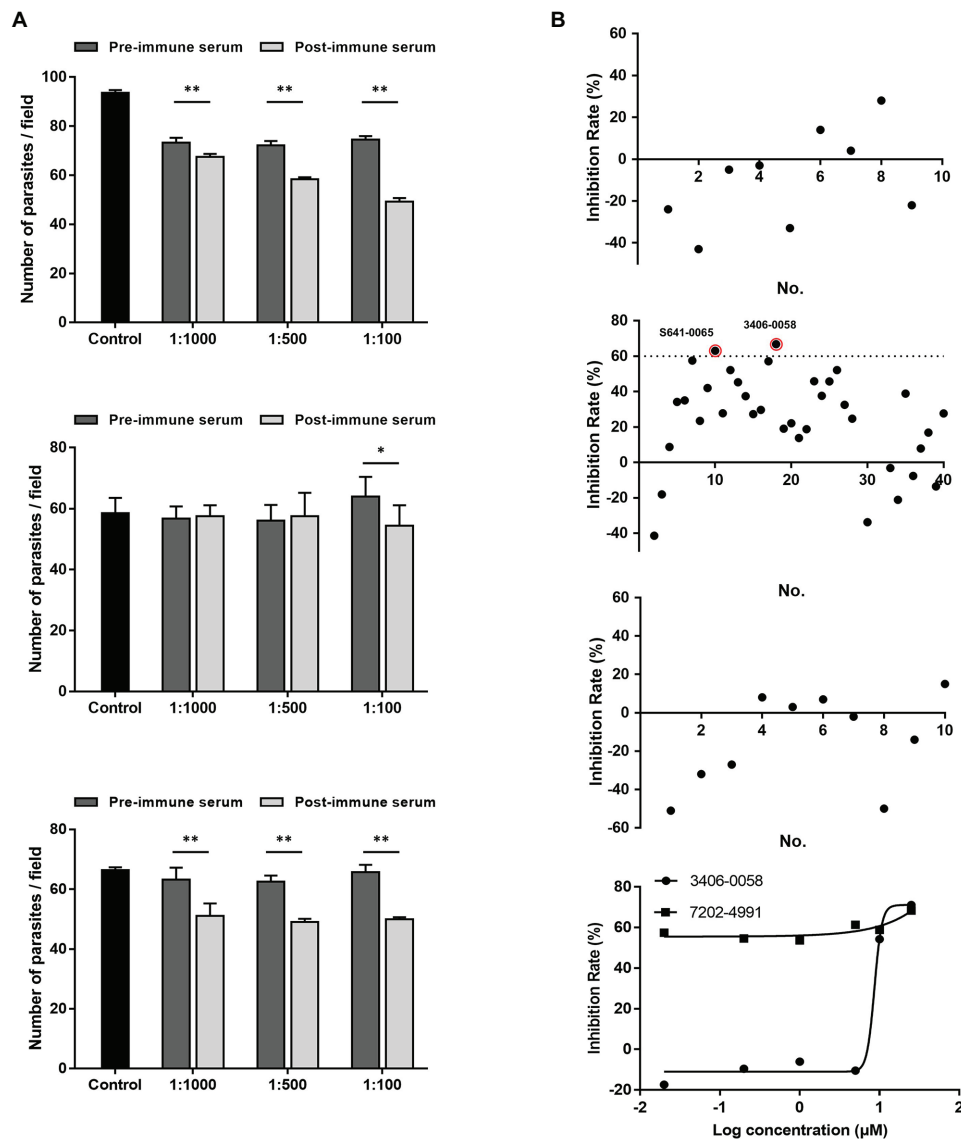 A
Pre-immune serum Post-immune serum
Number of parasites / field
100
80
60
40
20
0
** ** **
Control 1:1000 1:500 1:100
Pre-immune serum Post-immune serum
Number of parasites / field
80
60
40
20
0
*
Control 1:1000 1:500 1:100
Pre-immune serum Post-immune serum
Number of parasites / field
80
60
40
20
0
** ** **
Control 1:1000 1:500 1:100
B
Inhibition Rate (%)
60
40
20
0
-20
-40
2 4 6 8 10
No.
Inhibition Rate (%)
80
60
40
20
0
-20
-40
S641-0065 3406-0058
10 20 30 40
No.
Inhibition Rate (%)
60
40
20
0
-20
-40
-60
2 4 6 8 10
No.
Inhibition Rate (%)
80
60
40
20
0
-20
3406-0058
7202-4991
-2 -1 0 1 2
Log concentration (μM)